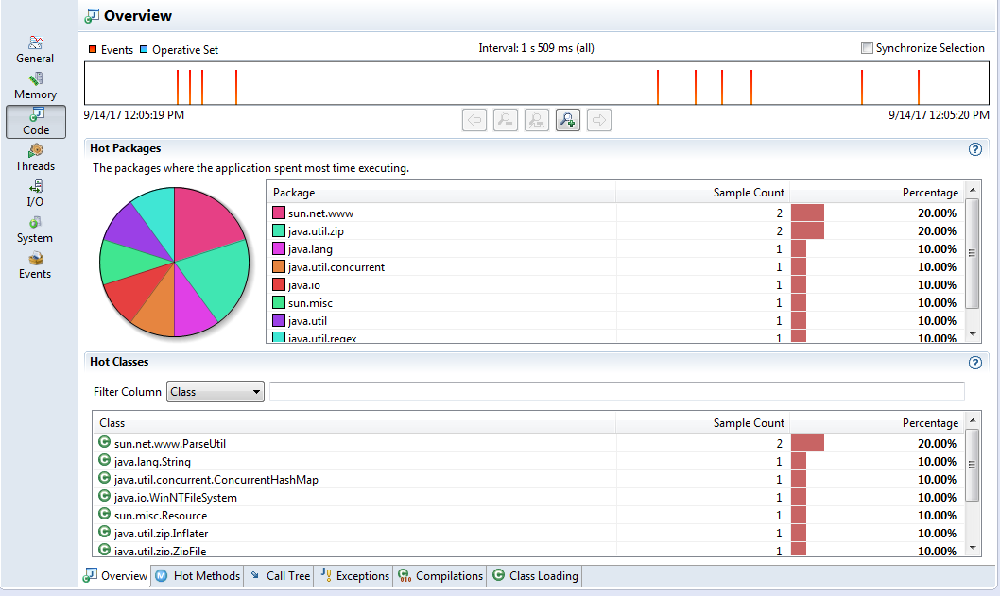 Overview
General
Memory
Code
Threads
I/O
System
Events
Events Operative Set Interval: 1 s 509 ms (all) Synchronize Selection
9/14/17 12:05:19 PM 9/14/17 12:05:20 PM
Hot Packages
The packages where the application spent most time executing.
Package Sample Count Percentage
sun.net.www 2 20.00%
java.util.zip 2 20.00%
java.lang 1 10.00%
java.util.concurrent 1 10.00%
java.io 1 10.00%
sun.misc 1 10.00%
java.util 1 10.00%
java.util.regex 1 10.00%
Hot Classes
Filter Column Class
Class Sample Count Percentage
sun.net.www.ParseUtil 2 20.00%
java.lang.String 1 10.00%
java.util.concurrent.ConcurrentHashMap 1 10.00%
java.io.WinNTFileSystem 1 10.00%
sun.misc.Resource 1 10.00%
java.util.zip.Inflater 1 10.00%
java.util.zip.ZipFile 1 10.00%
Overview Hot Methods Call Tree Exceptions Compilations Class Loading